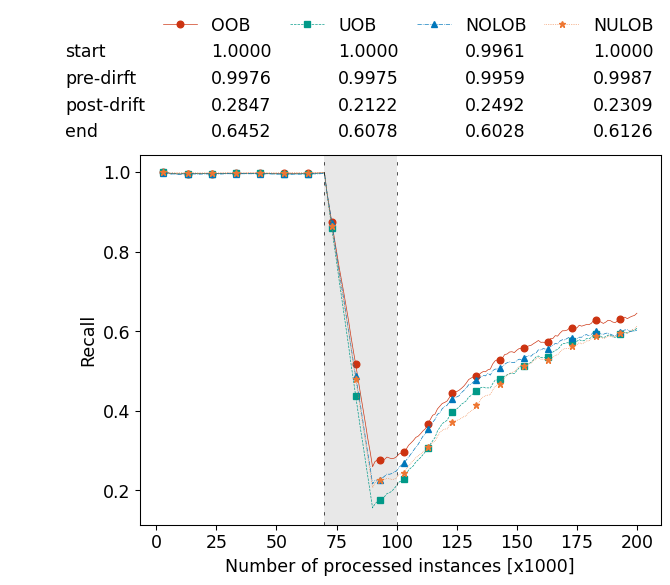 OOB UOB NOLOB NULOB
start 1.0000 1.0000 0.9961 1.0000
pre-dirft 0.9976 0.9975 0.9959 0.9987
post-drift 0.2847 0.2122 0.2492 0.2309
end 0.6452 0.6078 0.6028 0.6126
1.0
0.8
0.6
0.4
0.2
Recall
0 25 50 75 100 125 150 175 200
Number of processed instances [x1000]